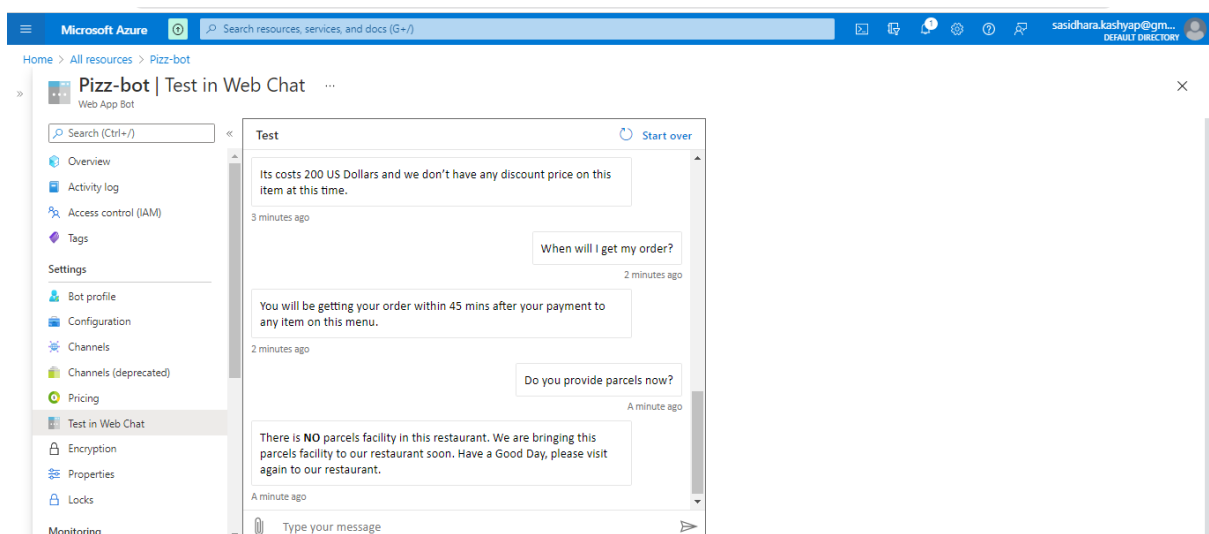 Microsoft Azure
Search resources, services, and docs (G+/)
1
sasidhara.kashyap@gm...
DEFAULT DIRECTORY
Home > All resources > Pizz-bot
»
Pizz-bot | Test in Web Chat ...
Web App Bot
Search (Ctrl+/)
«
Overview
Activity log
Access control (IAM)
Tags
Settings
Bot profile
Configuration
Channels
Channels (deprecated)
Pricing
Test in Web Chat
Encryption
Properties
Locks
Monitoring
Test
Start over
Its costs 200 US Dollars and we don't have any discount price on this
item at this time.
3 minutes ago
When will I get my order?
2 minutes ago
You will be getting your order within 45 mins after your payment to
any item on this menu.
2 minutes ago
Do you provide parcels now?
A minute ago
There is NO parcels facility in this restaurant. We are bringing this
parcels facility to our restaurant soon. Have a Good Day, please visit
again to our restaurant.
A minute ago
Type your message